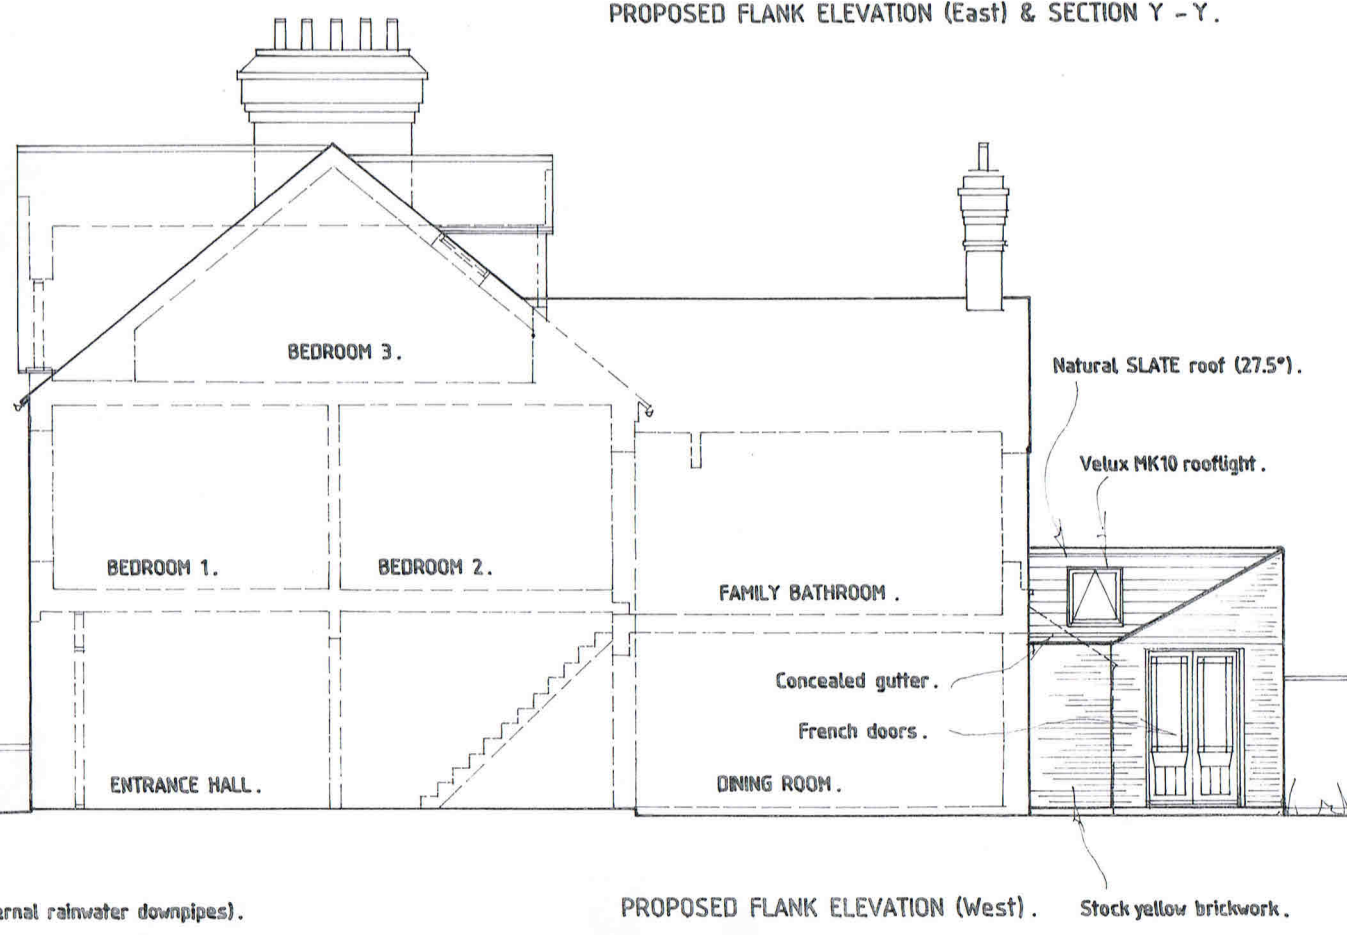 PROPOSED FLANK ELEVATION (East) & SECTION Y - Y.
BEDROOM 3.
Natural SLATE roof (27.5°).
Velux MK10 rooflight.
BEDROOM 1.
BEDROOM 2.
FAMILY BATHROOM.
Concealed gutter.
French doors.
ENTRANCE HALL.
DINING ROOM.
rainwater downpipes).
PROPOSED FLANK ELEVATION (West).
Stock yellow brickwork.